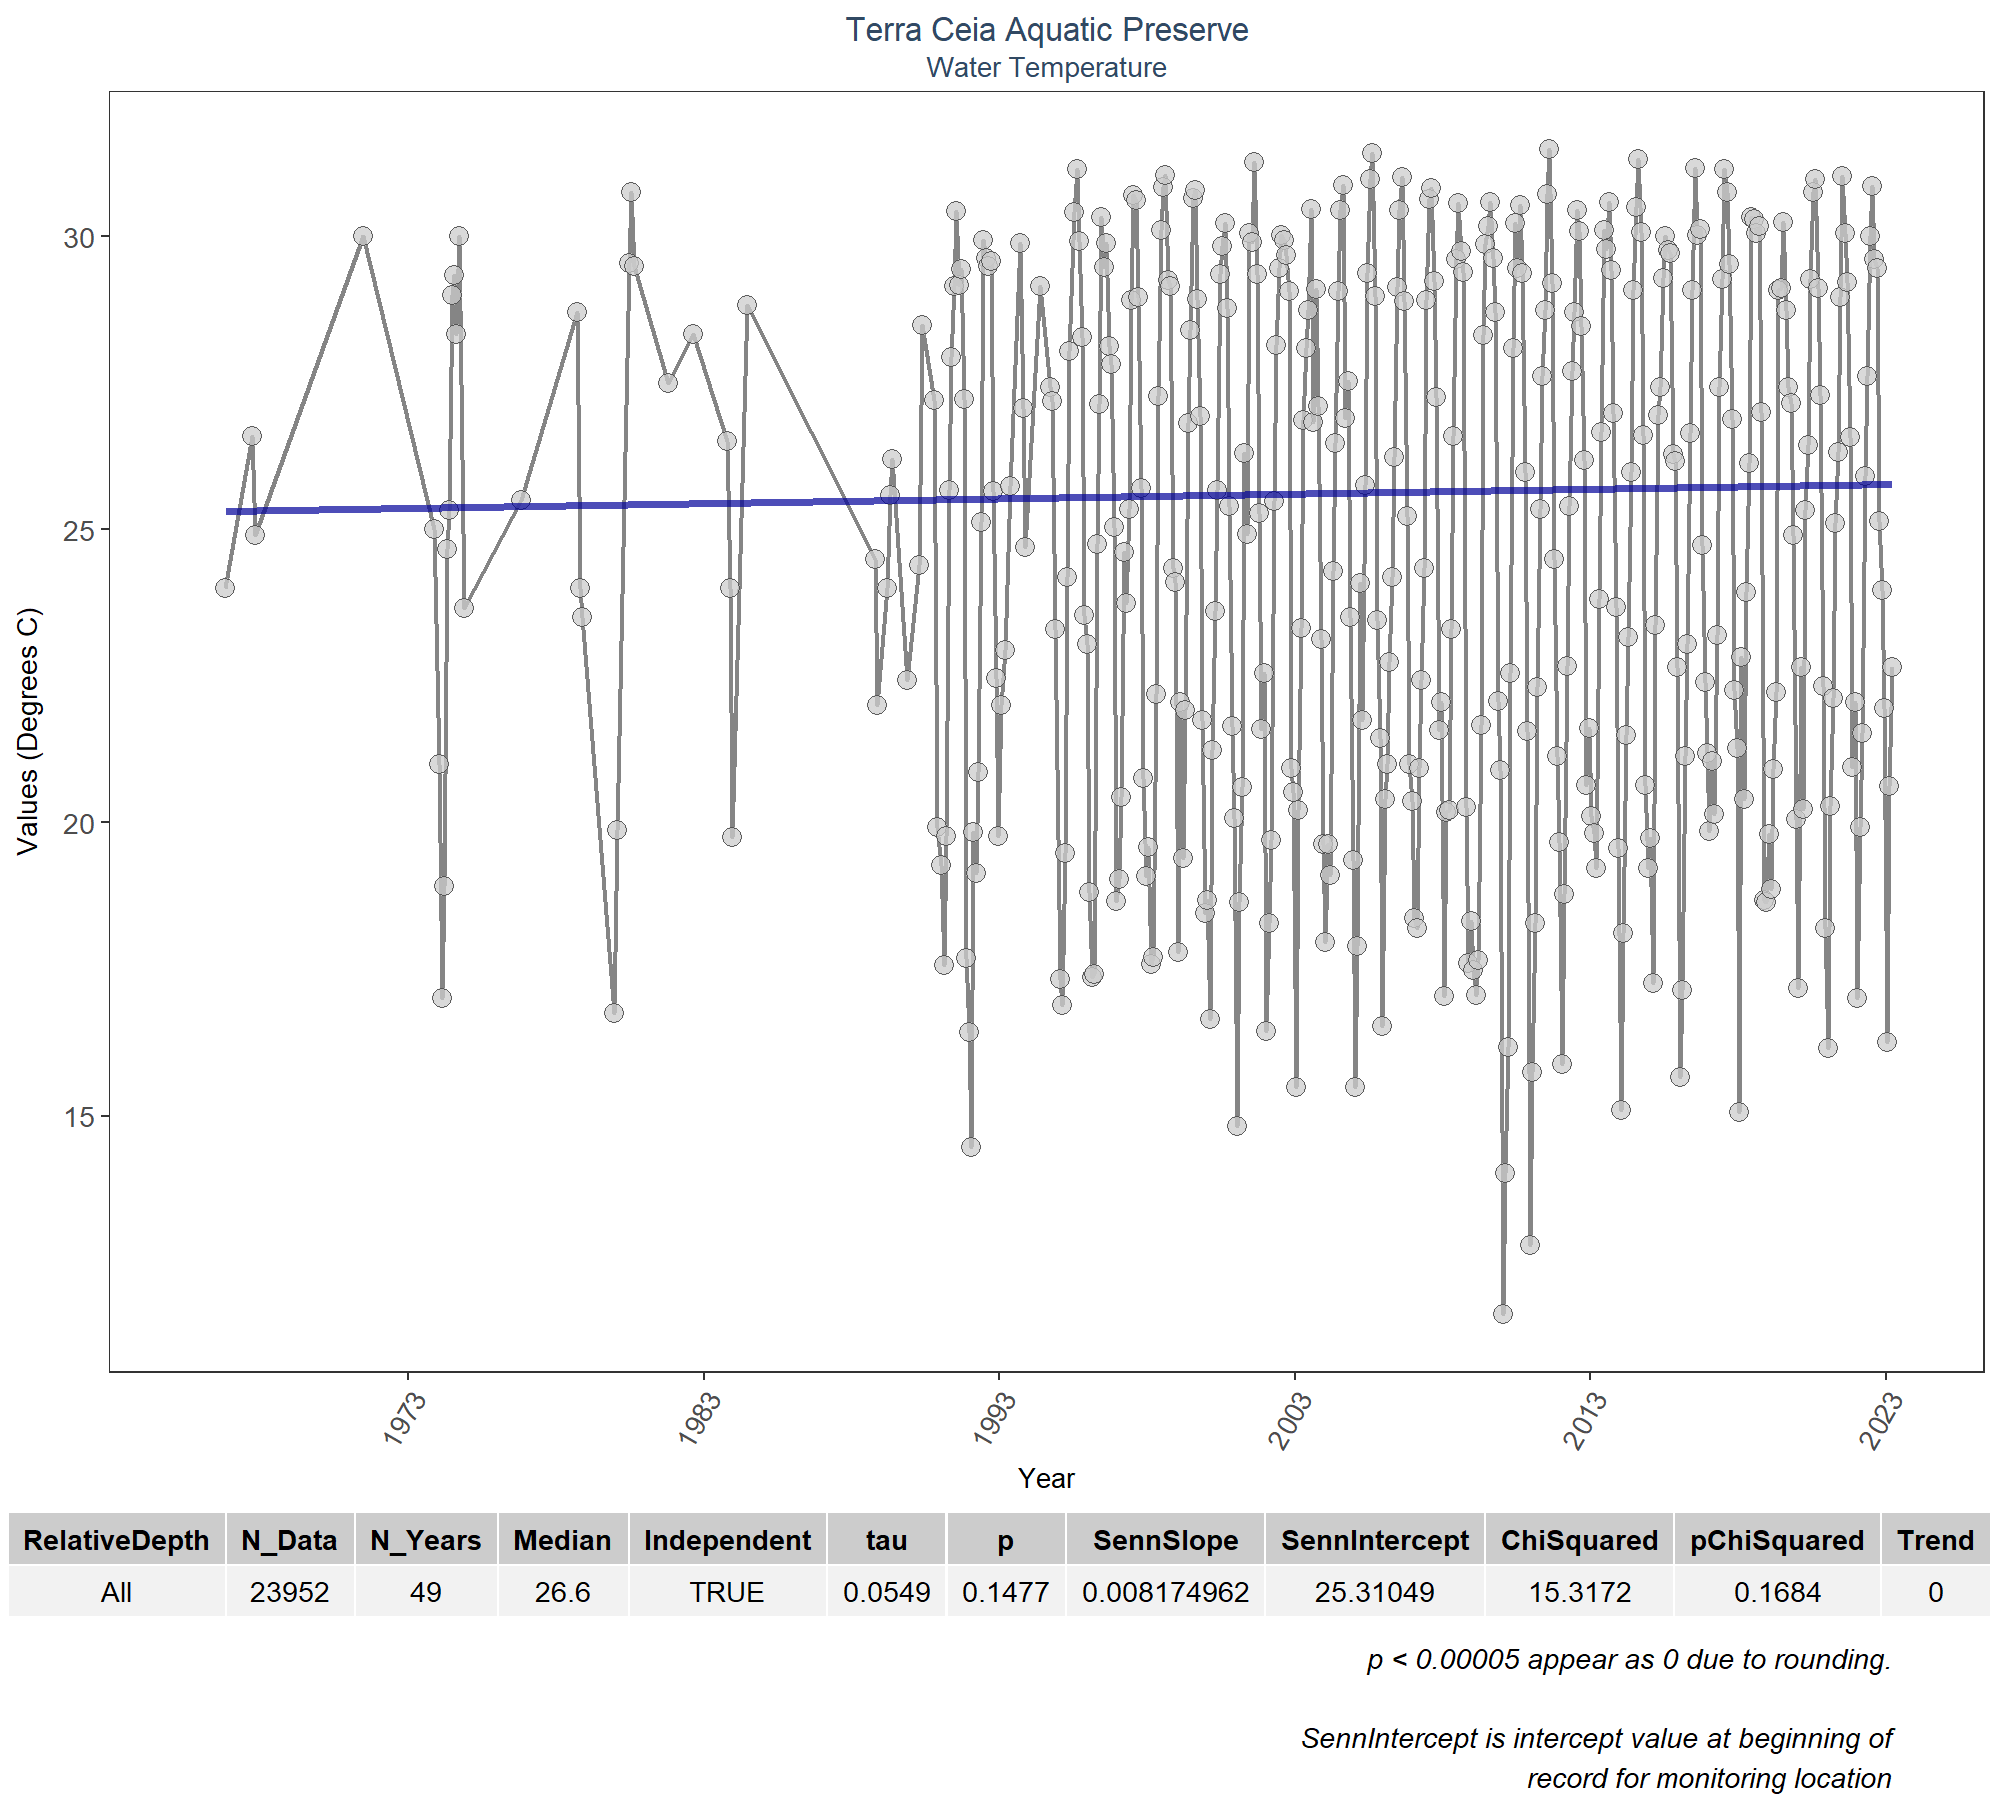 Terra Ceia Aquatic Preserve
Water Temperature
Values (Degrees C)
30
25
20
15
1973 1983 1993 2003 2013 2023
Year
RelativeDepth N_Data N_Years Median Independent tau p SennSlope SennIntercept ChiSquared pChiSquared Trend
All 23952 49 26.6 TRUE 0.0549 0.1477 0.008174962 25.31049 15.3172 0.1684 0
p < 0.00005 appear as 0 due to rounding.
SennIntercept is intercept value at beginning of
record for monitoring location